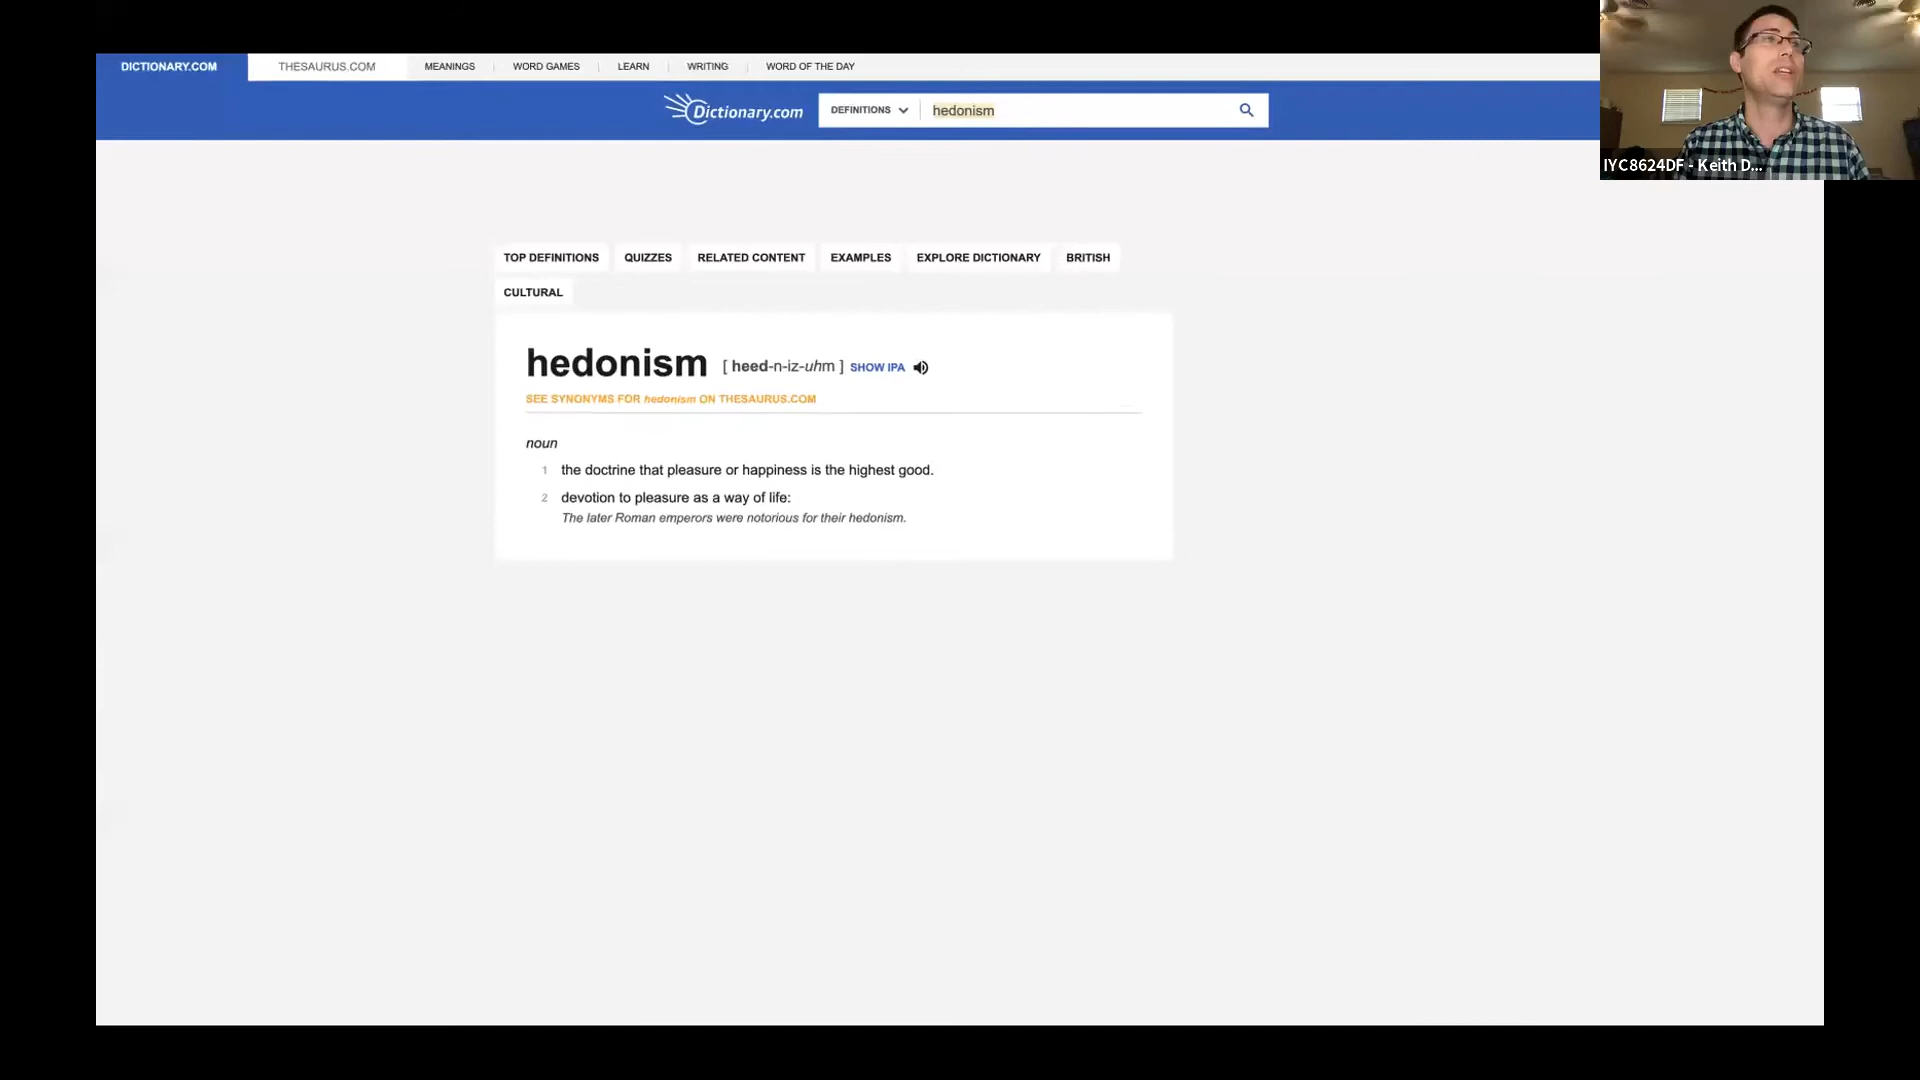 DICTIONARY.COM THESAURUS.COM MEANINGS WORD GAMES LEARN WRITING WORD OF THE DAY
Dictionary.com DEFINITIONS hedonism
IYC8624DF - Keith D...
TOP DEFINITIONS QUIZZES RELATED CONTENT EXAMPLES EXPLORE DICTIONARY BRITISH
CULTURAL
hedonism [ heed-n-iz-uhm ] SHOW IPA
SEE SYNONYMS FOR hedonism ON THESAURUS.COM
noun
1 the doctrine that pleasure or happiness is the highest good.
2 devotion to pleasure as a way of life:
The later Roman emperors were notorious for their hedonism.